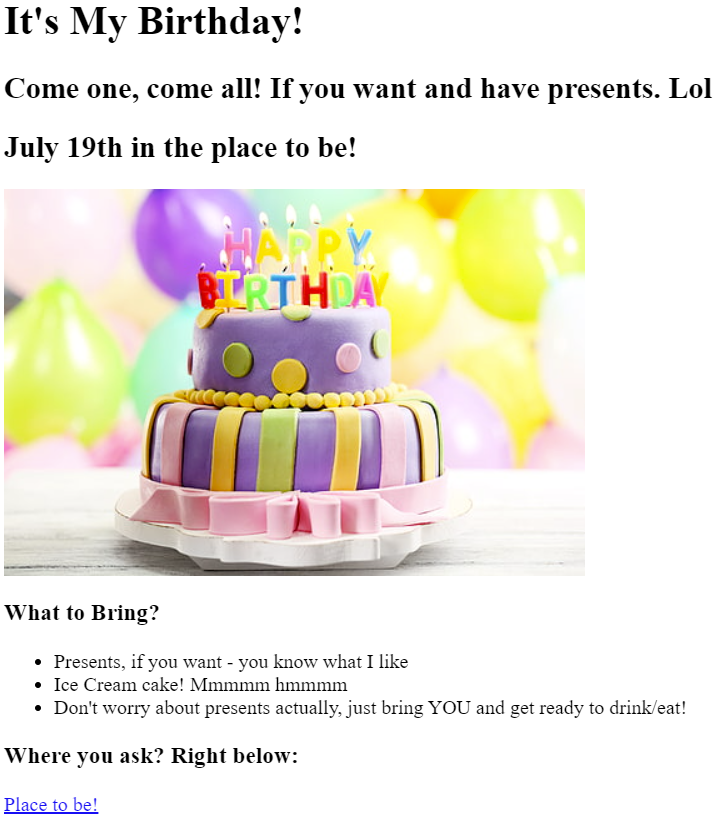 It's My Birthday!
Come one, come all! If you want and have presents. Lol
July 19th in the place to be!
HAPPY
BIRTHDAY
What to Bring?
Presents, if you want - you know what I like
Ice Cream cake! Mmmmm hmmmm
Don't worry about presents actually, just bring YOU and get ready to drink/eat!
Where you ask? Right below:
Place to be!